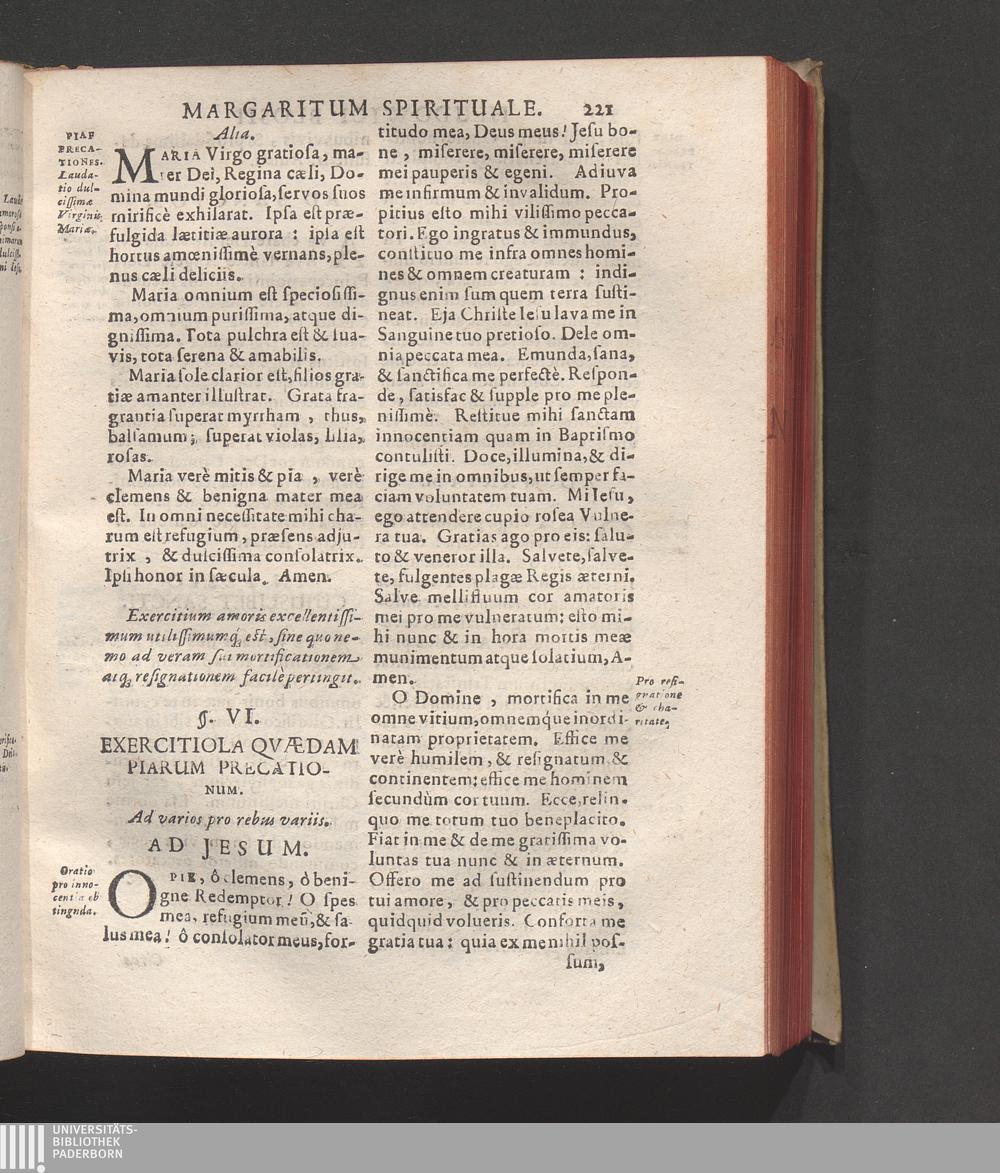 MARGARITUM SPIRITUALE. 221
PIAE
PRECA-
TIONES.
Lauda-
tio dul-
cissimæ
Virginis
Mariæ.
Alia.
MARIA Virgo gratiosa, ma-
ter Dei, Regina cæli, Do-
mina mundi gloriosa, servos suos
mirificè exhilarat. Ipsa est præ-
fulgida lætitiæ aurora : ipsa est
hortus amœnissimè vernans, ple-
nus cæli deliciis.
Maria omnium est speciosissi-
ma, omnium purissima, atque di-
gnissima. Tota pulchra est & sua-
vis, tota serena & amabilis.
Maria sole clarior est, filios gra-
tiæ amanter illustrat. Grata fra-
grantia superat myrrham , thus,
balsamum ; superat violas, lilia,
rosas.
Maria verè mitis & pia , verè
clemens & benigna mater mea
est. In omni necessitate mihi cha-
rum est refugium, præsens adju-
trix , & dulcissima consolatrix.
Ipsi honor in sæcula. Amen.
Exercitium amoris excellentissi-
mum utilissimumq́ est, sine quo ne-
mo ad veram sui mortificationem
atq́ resignationem facilè pertingit.
§. VI.
EXERCITIOLA QVÆDAM
PIARUM PRECATIO-
NUM.
Ad varios pro rebus variis.
AD JESUM.
Oratio
pro inno-
centia ob
tingnda.
O PIE, ô clemens, ô beni-
gne Redemptor! O spes
mea, refugium meũ, & sa-
lus mea! ô consolator meus, for-
titudo mea, Deus meus! Jesu bo-
ne , miserere, miserere, miserere
mei pauperis & egeni. Adiuva
me infirmum & invalidum. Pro-
pitius esto mihi vilissimo pecca-
tori. Ego ingratus & immundus,
constituo me infra omnes homi-
nes & omnem creaturam : indi-
gnus enim sum quem terra susti-
neat. Eja Christe Iesu lava me in
Sanguine tuo pretioso. Dele om-
nia peccata mea. Emunda, sana,
& sanctifica me perfectè. Respon-
de, satisfac & supple pro me ple-
nissimè. Restitue mihi sanctam
innocentiam quam in Baptismo
contulisti. Doce, illumina, & di-
rige me in omnibus, ut semper fa-
ciam voluntatem tuam. Mi Iesu,
ego attendere cupio rosea Vulne-
ra tua. Gratias ago pro eis: salu-
to & veneror illa. Salvete, salve-
te, fulgentes plagæ Regis æterni.
Salve mellifluum cor amatoris
mei pro me vulneratum: esto mi-
hi nunc & in hora mortis meæ
munimentum atque solatium, A-
men.
Pro resi-
gnatione
& cha-
ritate.
O Domine , mortifica in me
omne vitium, omnemq́ue inordi-
natam proprietatem. Effice me
verè humilem, & resignatum &
continentem: effice me hominem
secundùm cor tuum. Ecce, relin-
quo me totum tuo beneplacito.
Fiat in me & de me gratissima vo-
luntas tua nunc & in æternum.
Offero me ad sustinendum pro
tui amore , & pro peccatis meis ,
quidquid volueris. Conforta me
gratia tua : quia ex me nihil pos-
sum,
UNIVERSITÄTS-
BIBLIOTHEK
PADERBORN